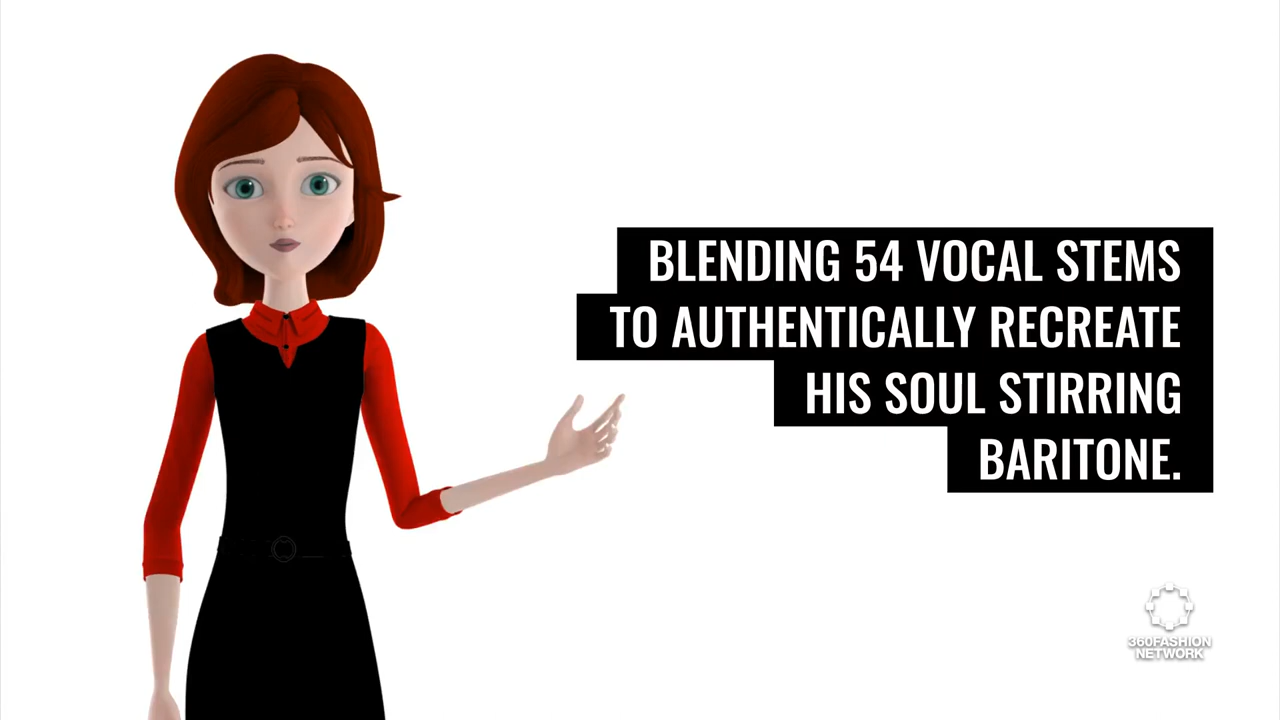 BLENDING 54 VOCAL STEMS
TO AUTHENTICALLY RECREATE
HIS SOUL STIRRING
BARITONE.
360FASHION
NETWORK